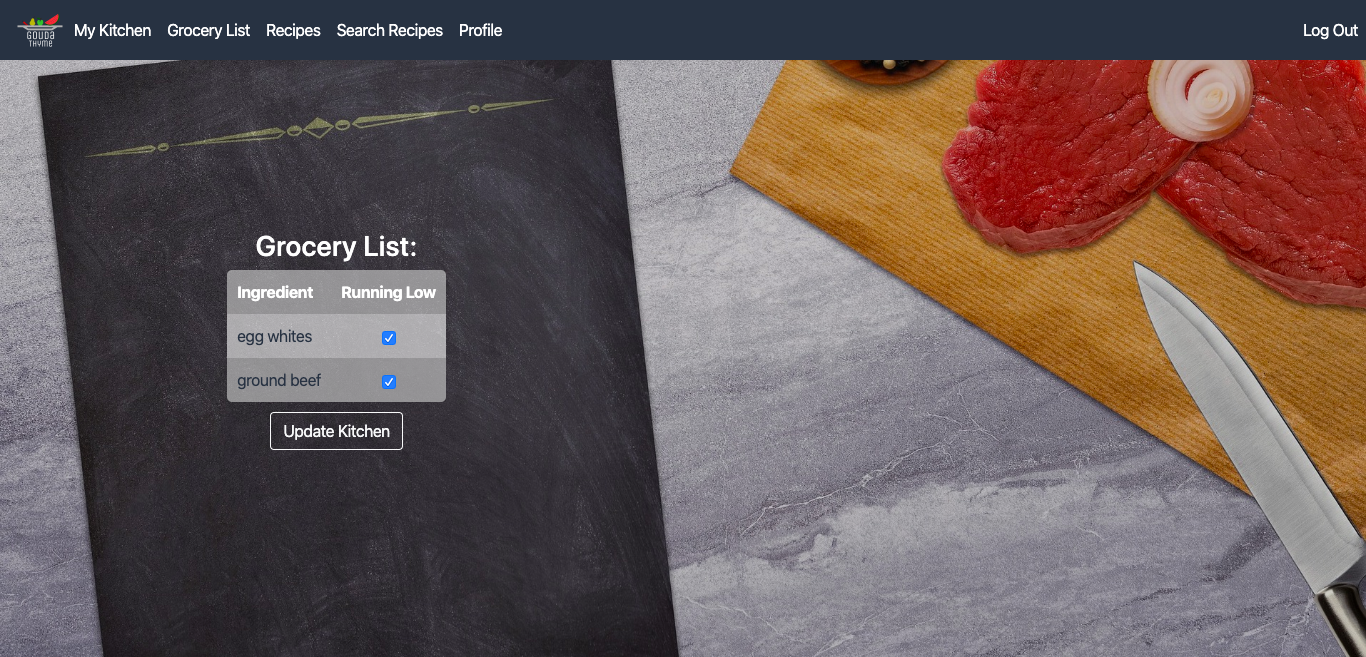 GOUDA
THYME
My Kitchen Grocery List Recipes Search Recipes Profile Log Out
Grocery List:
Ingredient Running Low
egg whites
ground beef
Update Kitchen